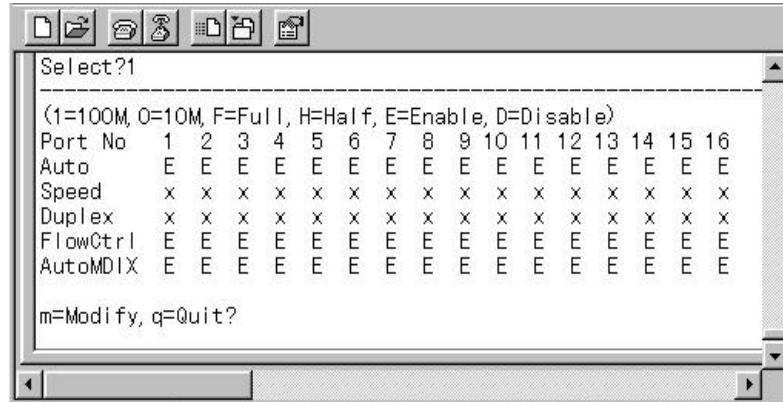 Select?1
--------------------------------------------------------------------------------
(1=100M,0=10M,F=Full,H=Half,E=Enable,D=Disable)
Port No 1 2 3 4 5 6 7 8 9 10 11 12 13 14 15 16
Auto E E E E E E E E E E E E E E E E
Speed x x x x x x x x x x x x x x x x
Duplex x x x x x x x x x x x x x x x x
FlowCtrl E E E E E E E E E E E E E E E E
AutoMDIX E E E E E E E E E E E E E E E E
m=Modify,q=Quit?